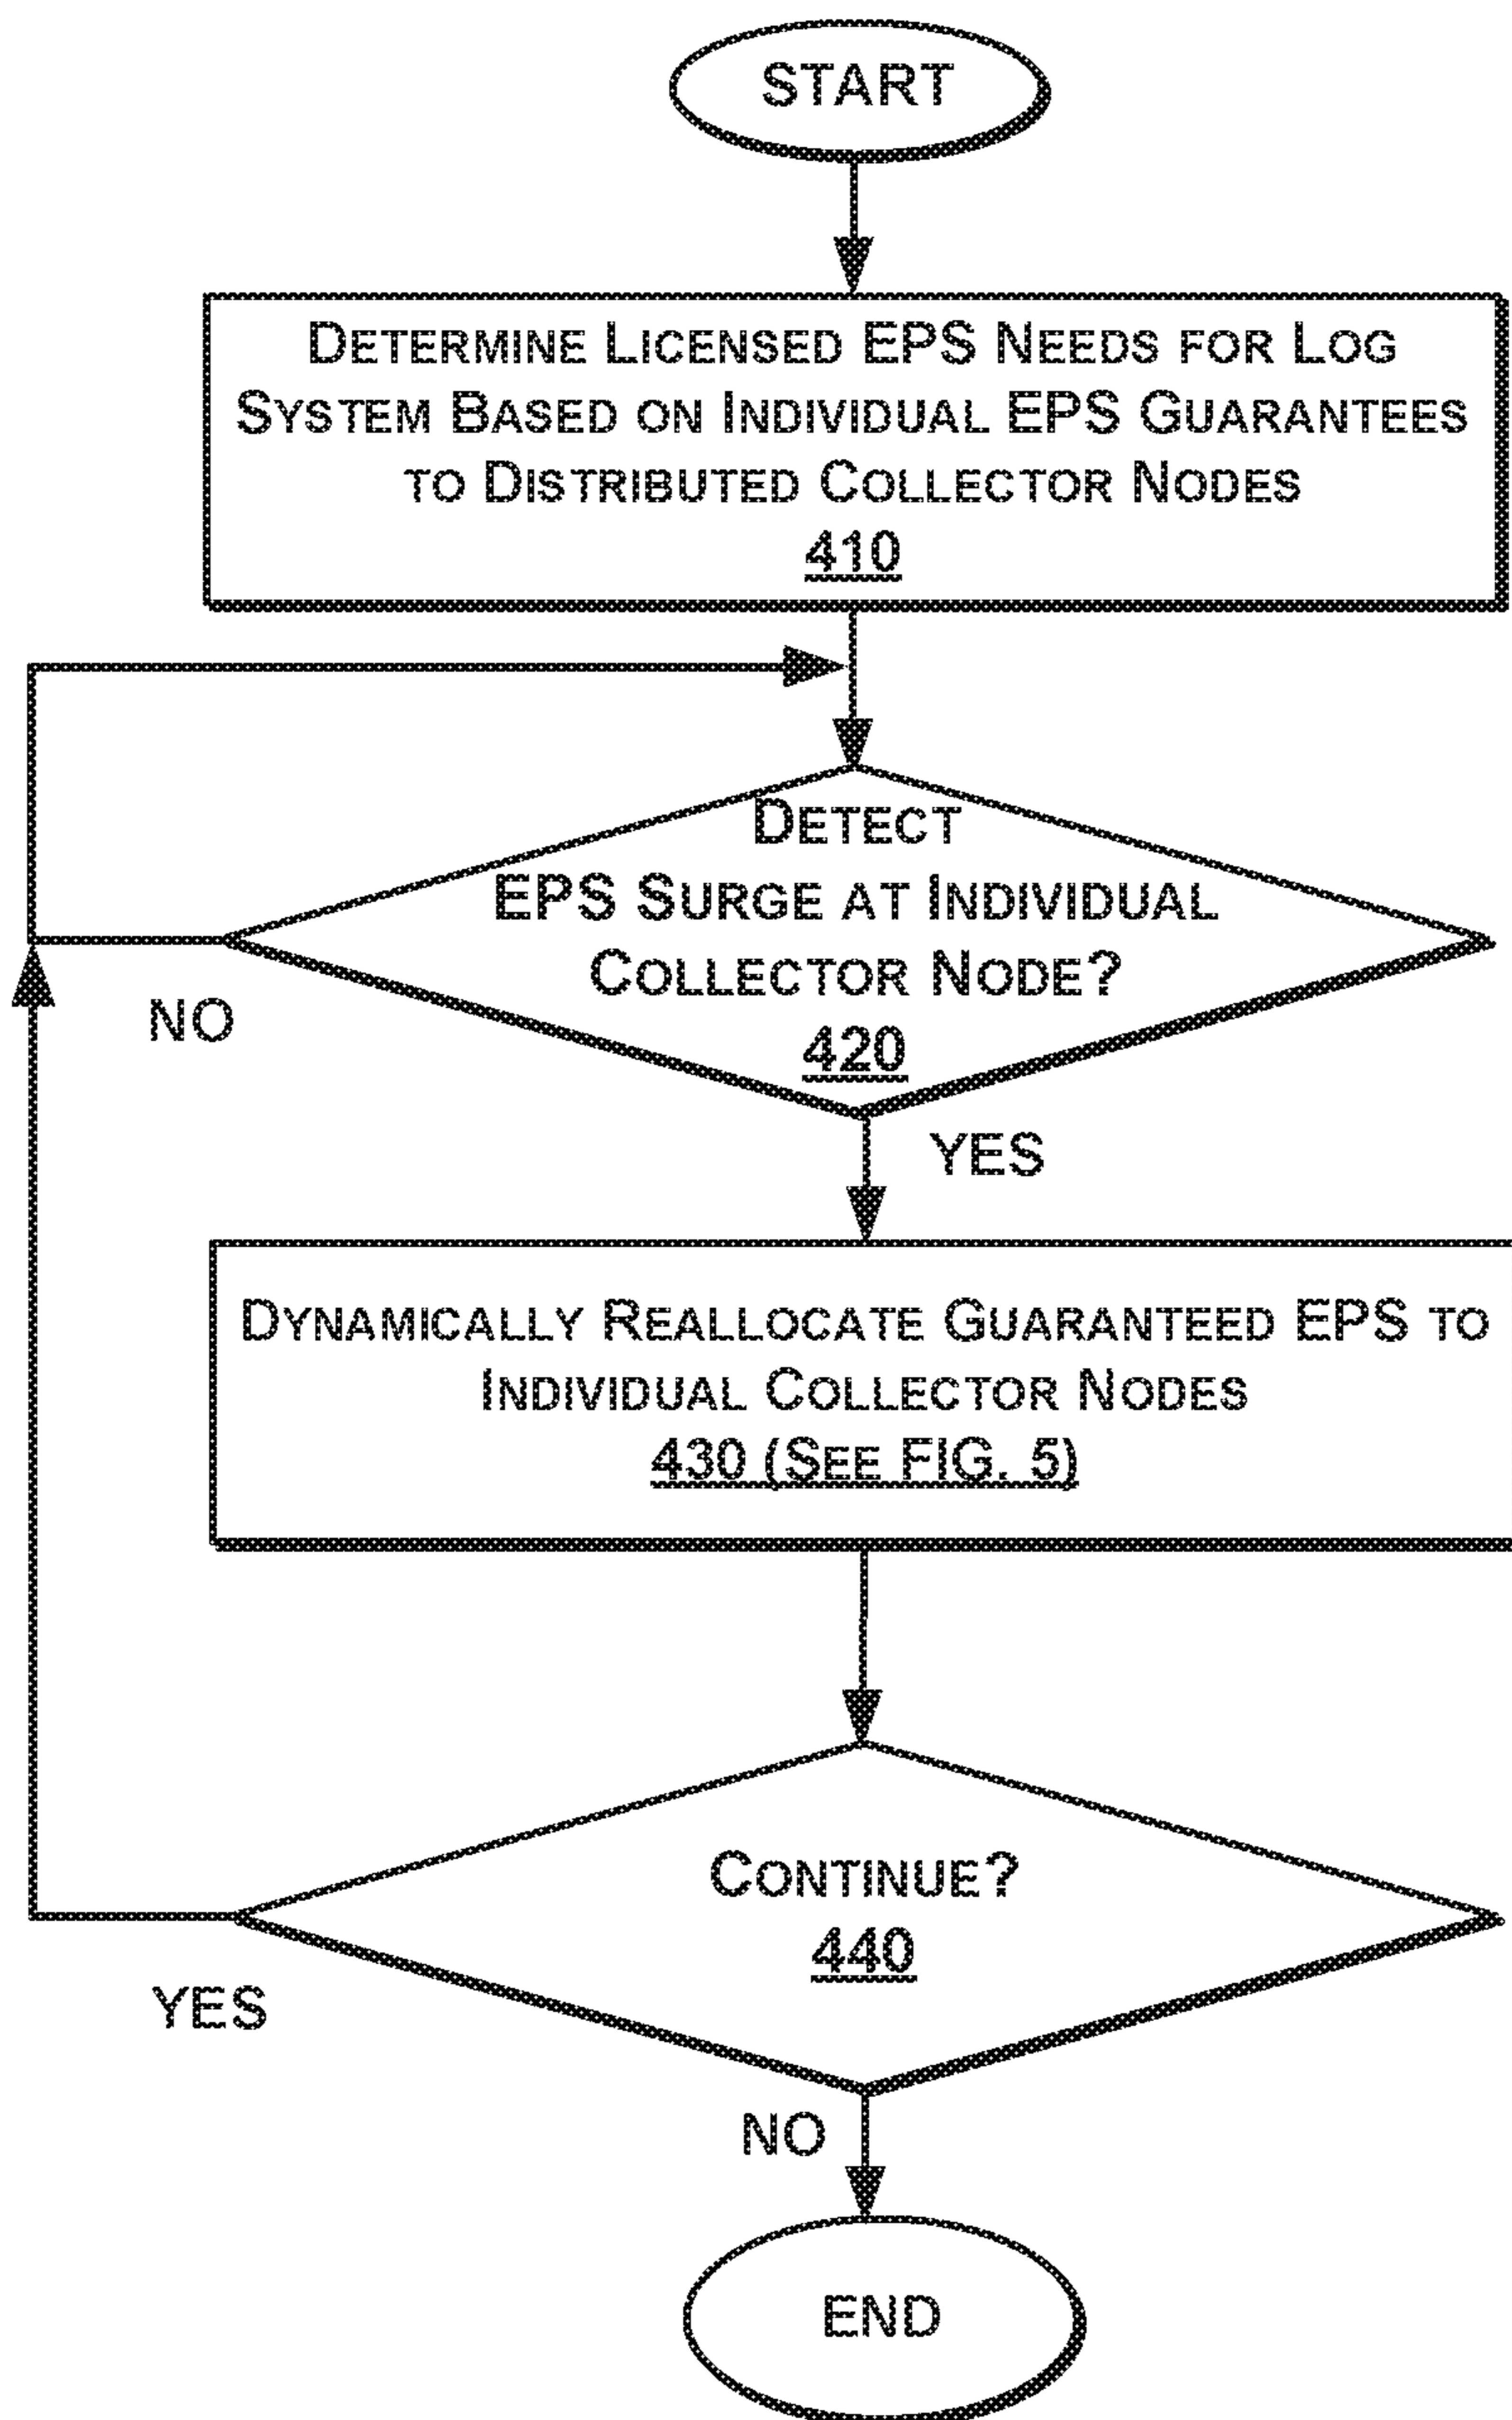 START
DETERMINE LICENSED EPS NEEDS FOR LOG
SYSTEM BASED ON INDIVIDUAL EPS GUARANTEES
TO DISTRIBUTED COLLECTOR NODES
410
DETECT
EPS SURGE AT INDIVIDUAL
COLLECTOR NODE?
420
NO
YES
DYNAMICALLY REALLOCATE GUARANTEED EPS TO
INDIVIDUAL COLLECTOR NODES
430 (SEE FIG. 5)
CONTINUE?
440
YES
NO
END